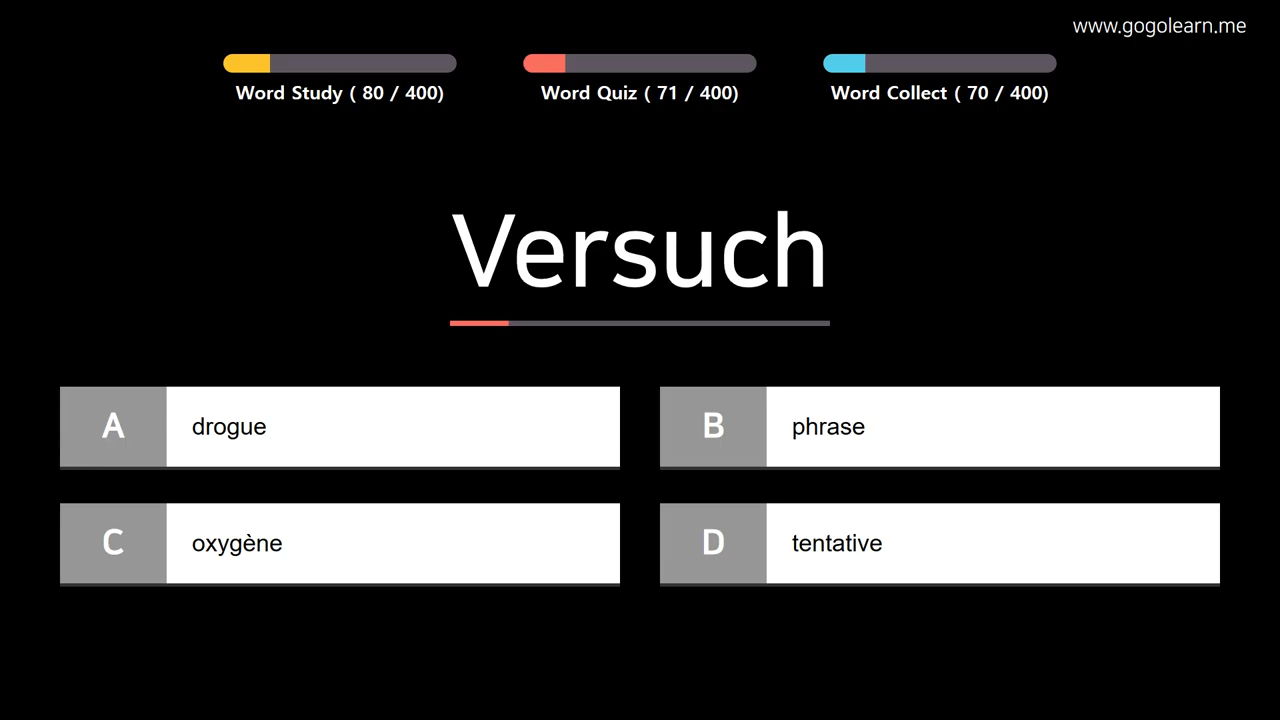 www.gogolearn.me
Word Study ( 80 / 400)
Word Quiz ( 71 / 400)
Word Collect ( 70 / 400)
Versuch
A drogue
B phrase
C oxygène
D tentative